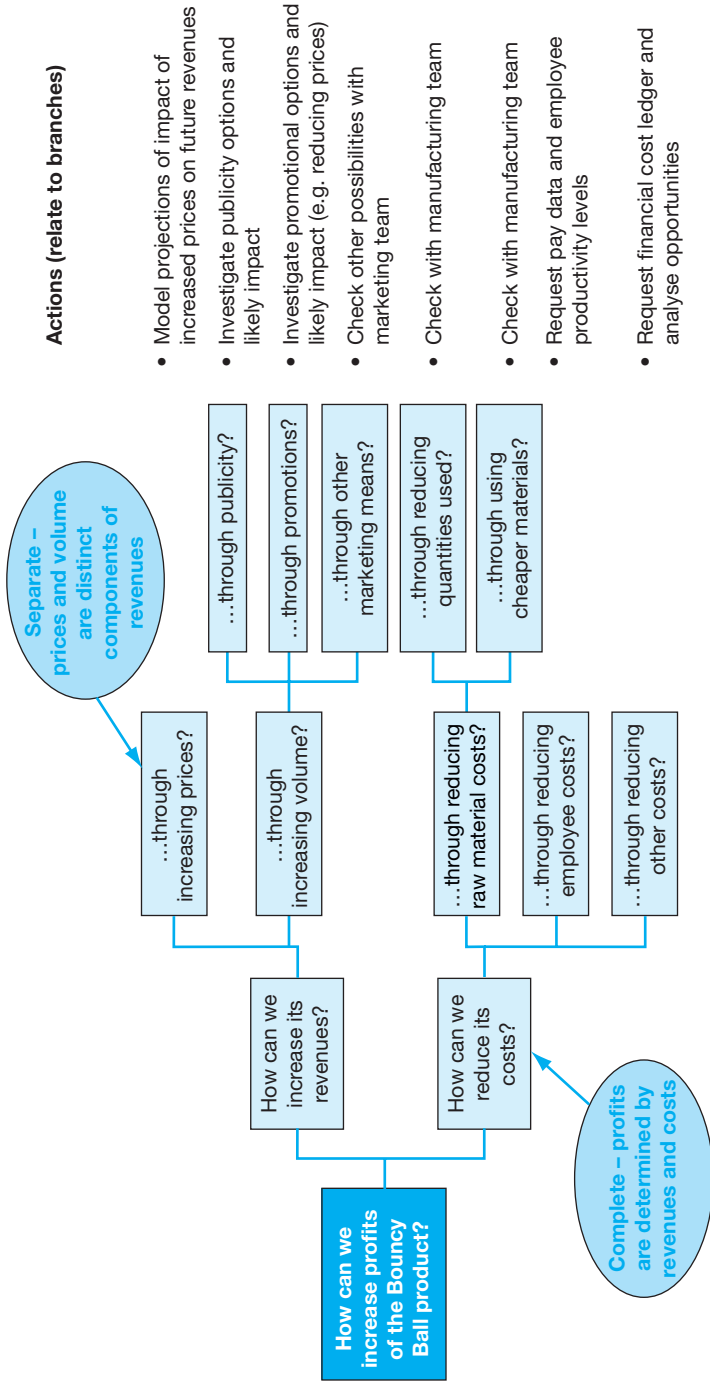 Actions (relate to branches)
Separate –
prices and volume
are distinct
components of
revenues
How can we
increase profits
of the Bouncy
Ball product?
How can we
increase its
revenues?
…through
increasing prices?
• Model projections of impact of
increased prices on future revenues
…through
increasing volume?
…through publicity?
• Investigate publicity options and
likely impact
…through promotions?
• Investigate promotional options and
likely impact (e.g. reducing prices)
…through other
marketing means?
• Check other possibilities with
marketing team
How can we
reduce its
costs?
…through reducing
raw material costs?
…through reducing
quantities used?
• Check with manufacturing team
…through using
cheaper materials?
• Check with manufacturing team
…through reducing
employee costs?
• Request pay data and employee
productivity levels
…through reducing
other costs?
• Request financial cost ledger and
analyse opportunities
Complete – profits
are determined by
revenues and costs